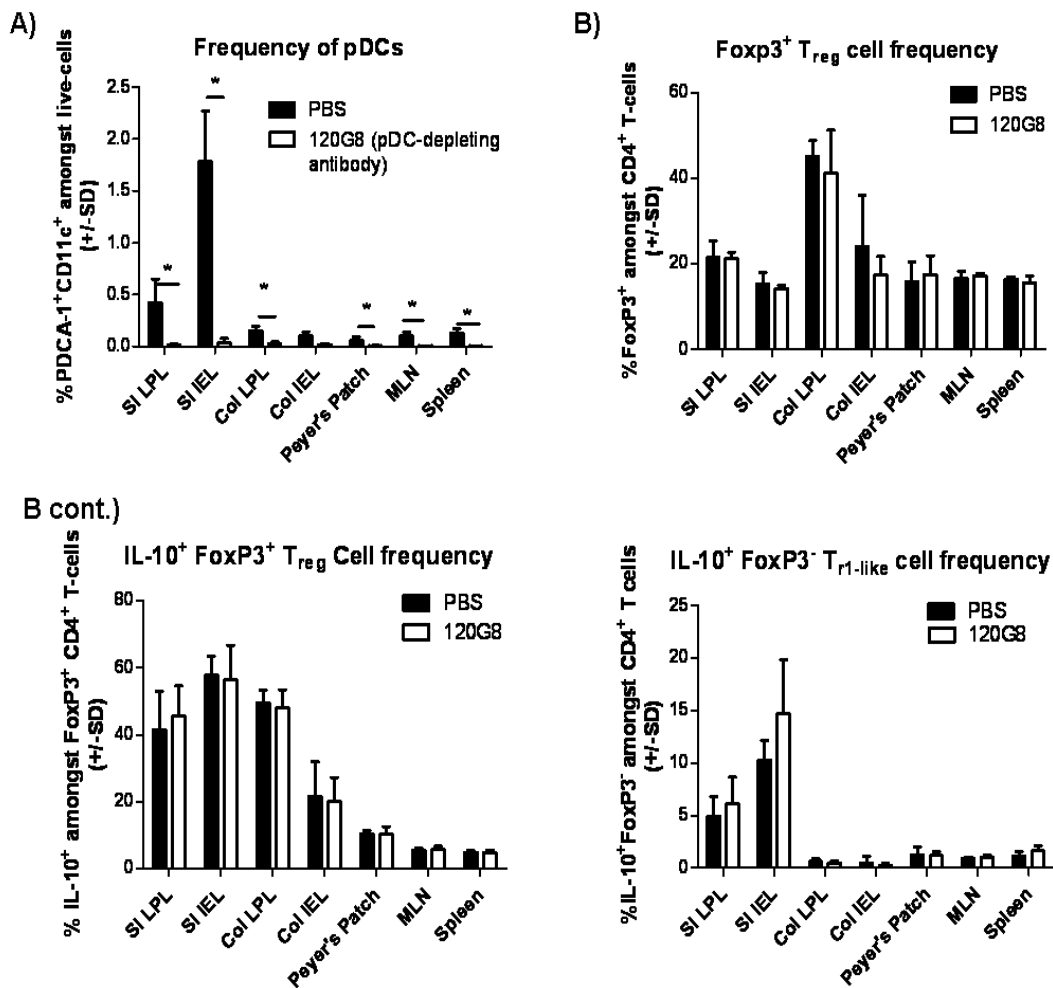 A)
Frequency of pDCs
%PDCA-1⁺CD11c⁺ amongst live-cells
(+/-SD)
2.5
2.0
1.5
1.0
0.5
0.0
*
*
*
*
*
*
PBS
120G8 (pDC-depleting
antibody)
SI LPL
SI IEL
Col LPL
Col IEL
Peyer's Patch
MLN
Spleen
B)
Foxp3⁺ Treg cell frequency
%FoxP3⁺ amongst CD4⁺ T-cells
(+/-SD)
60
40
20
0
PBS
120G8
SI LPL
SI IEL
Col LPL
Col IEL
Peyer's Patch
MLN
Spleen
B cont.)
IL-10⁺ FoxP3⁺ Treg Cell frequency
% IL-10⁺ amongst FoxP3⁺ CD4⁺ T-cells
(+/-SD)
80
60
40
20
0
PBS
120G8
SI LPL
SI IEL
Col LPL
Col IEL
Peyer's Patch
MLN
Spleen
IL-10⁺ FoxP3⁻ Tr1-like cell frequency
%IL-10⁺FoxP3⁻ amongst CD4⁺ T cells
(+/-SD)
25
20
15
10
5
0
PBS
120G8
SI LPL
SI IEL
Col LPL
Col IEL
Peyer's Patch
MLN
Spleen